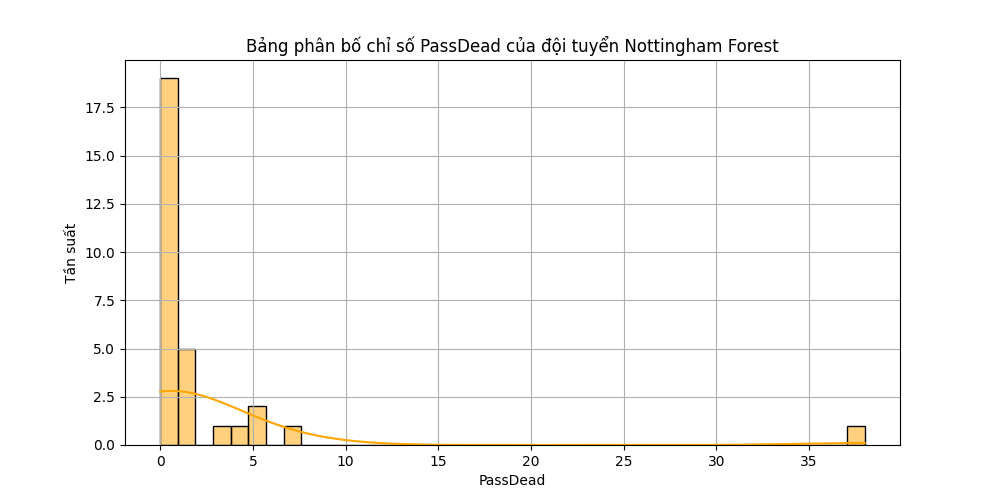 Bảng phân bố chỉ số PassDead của đội tuyển Nottingham Forest
Tần suất
17.5
15.0
12.5
10.0
7.5
5.0
2.5
0.0
0 5 10 15 20 25 30 35
PassDead